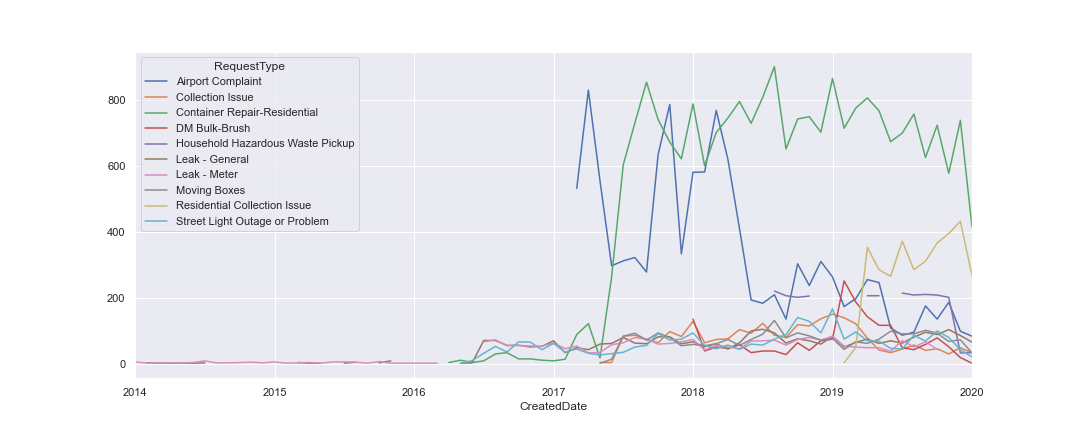 RequestType
Airport Complaint
Collection Issue
Container Repair-Residential
DM Bulk-Brush
Household Hazardous Waste Pickup
Leak - General
Leak - Meter
Moving Boxes
Residential Collection Issue
Street Light Outage or Problem
800
600
400
200
0
2014 2015 2016 2017 2018 2019 2020
CreatedDate